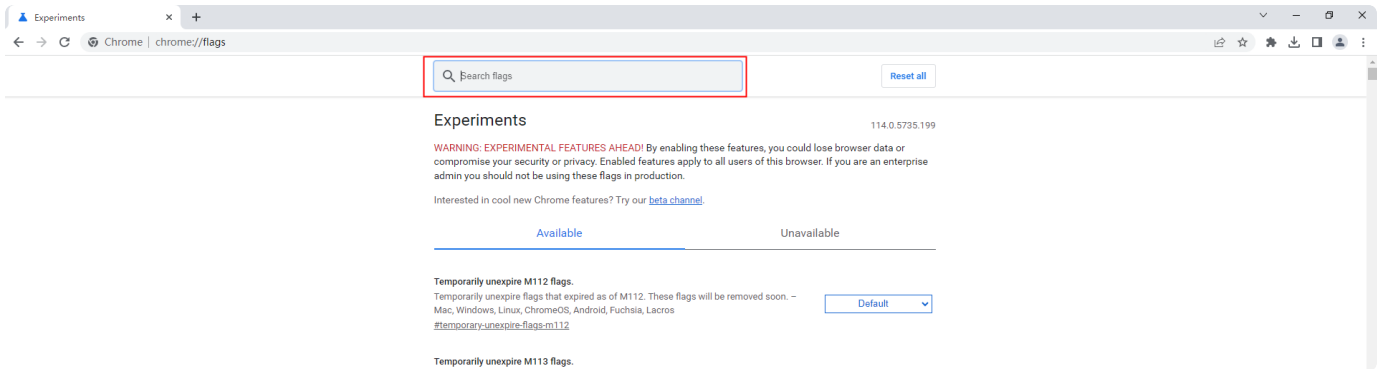 Experiments
Chrome | chrome://flags
Search flags
Reset all
Experiments
114.0.5735.199
WARNING: EXPERIMENTAL FEATURES AHEAD! By enabling these features, you could lose browser data or
compromise your security or privacy. Enabled features apply to all users of this browser. If you are an enterprise
admin you should not be using these flags in production.
Interested in cool new Chrome features? Try our beta channel.
Available
Unavailable
Temporarily unexpire M112 flags.
Temporarily unexpire flags that expired as of M112. These flags will be removed soon. –
Mac, Windows, Linux, ChromeOS, Android, Fuchsia, Lacros
#temporary-unexpire-flags-m112
Default
Temporarily unexpire M113 flags.